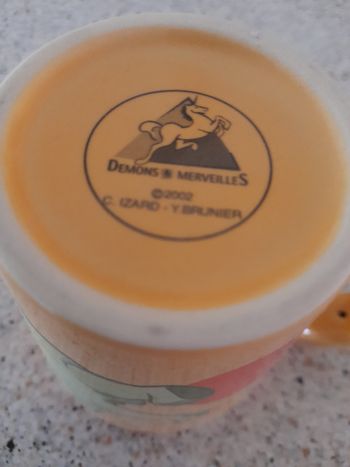 DEMONS & MERVEILLES
©2002
C. IZARD - Y.BRUNIER